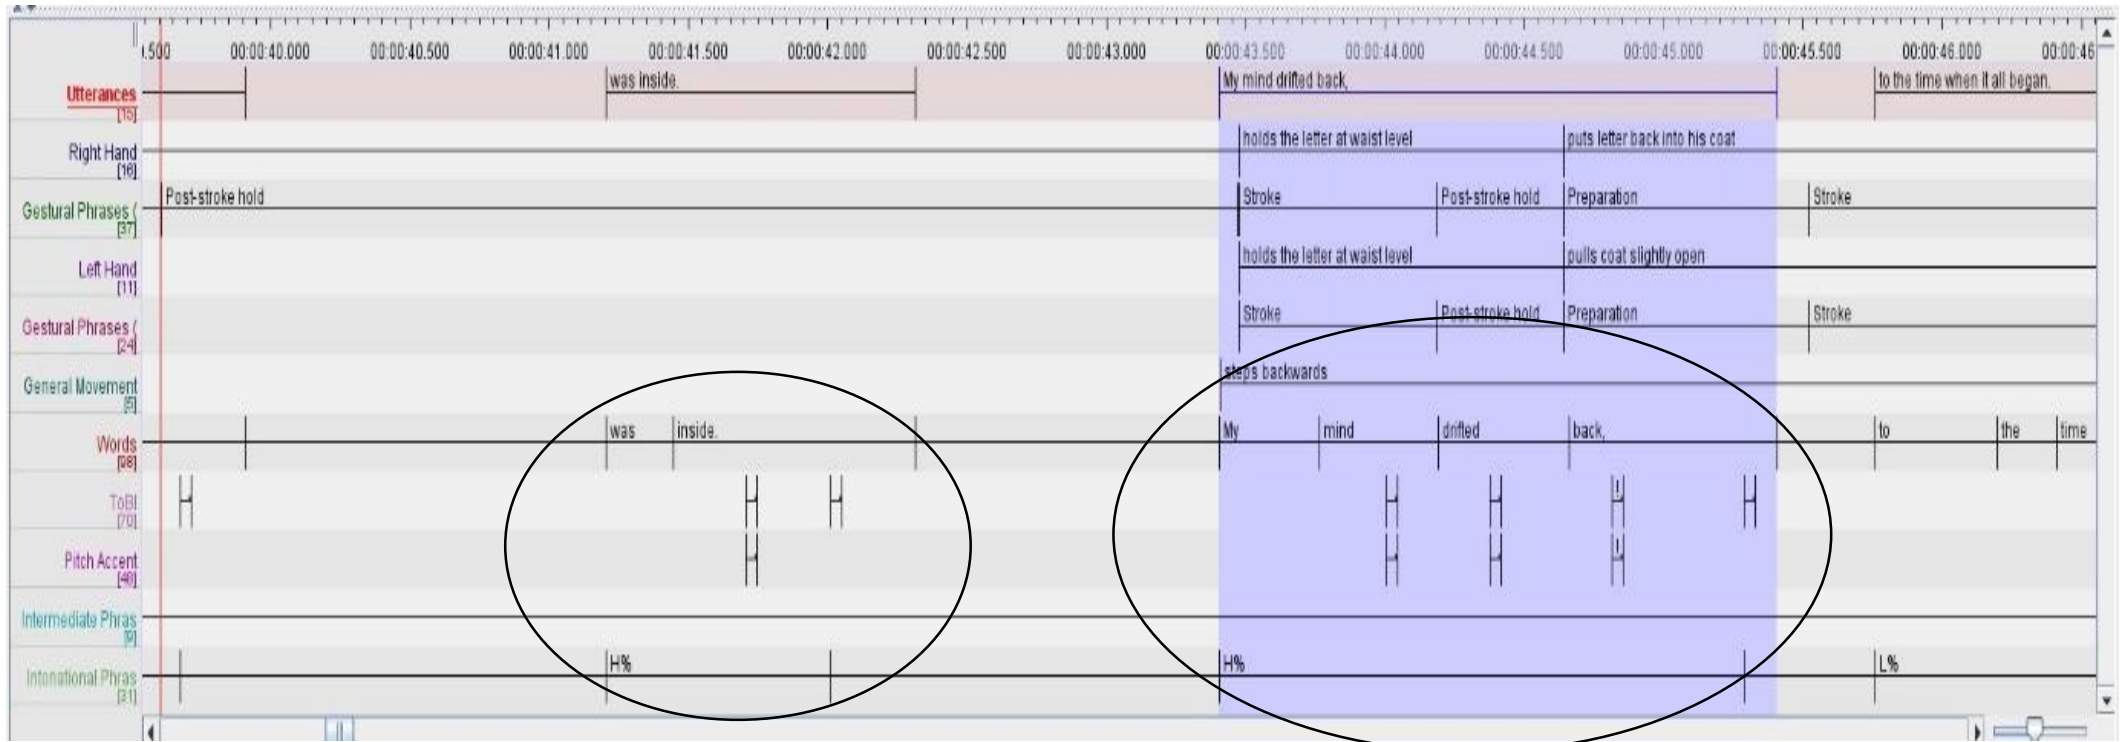 1.500 00:00:40.000 00:00:40.500 00:00:41.000 00:00:41.500 00:00:42.000 00:00:42.500 00:00:43.000 00:00:43.500 00:00:44.000 00:00:44.500 00:00:45.000 00:00:45.500 00:00:46.000 00:00:46
Utterances was inside. My mind drifted back, to the time when it all began.
[15]
Right Hand holds the letter at waist level puts letter back into his coat
[16]
Gestural Phrases ( Post-stroke hold Stroke Post-stroke hold Preparation Stroke
[37]
Left Hand holds the letter at waist level pulls coat slightly open
[11]
Gestural Phrases ( Stroke Post-stroke hold Preparation Stroke
[24]
General Movement steps backwards
[5]
Words was inside. My mind drifted back, to the time
[98]
ToBI
[70]
Pitch Accent
[48]
Intermediate Phras
[9]
Intonational Phras H% H% L%
[31]